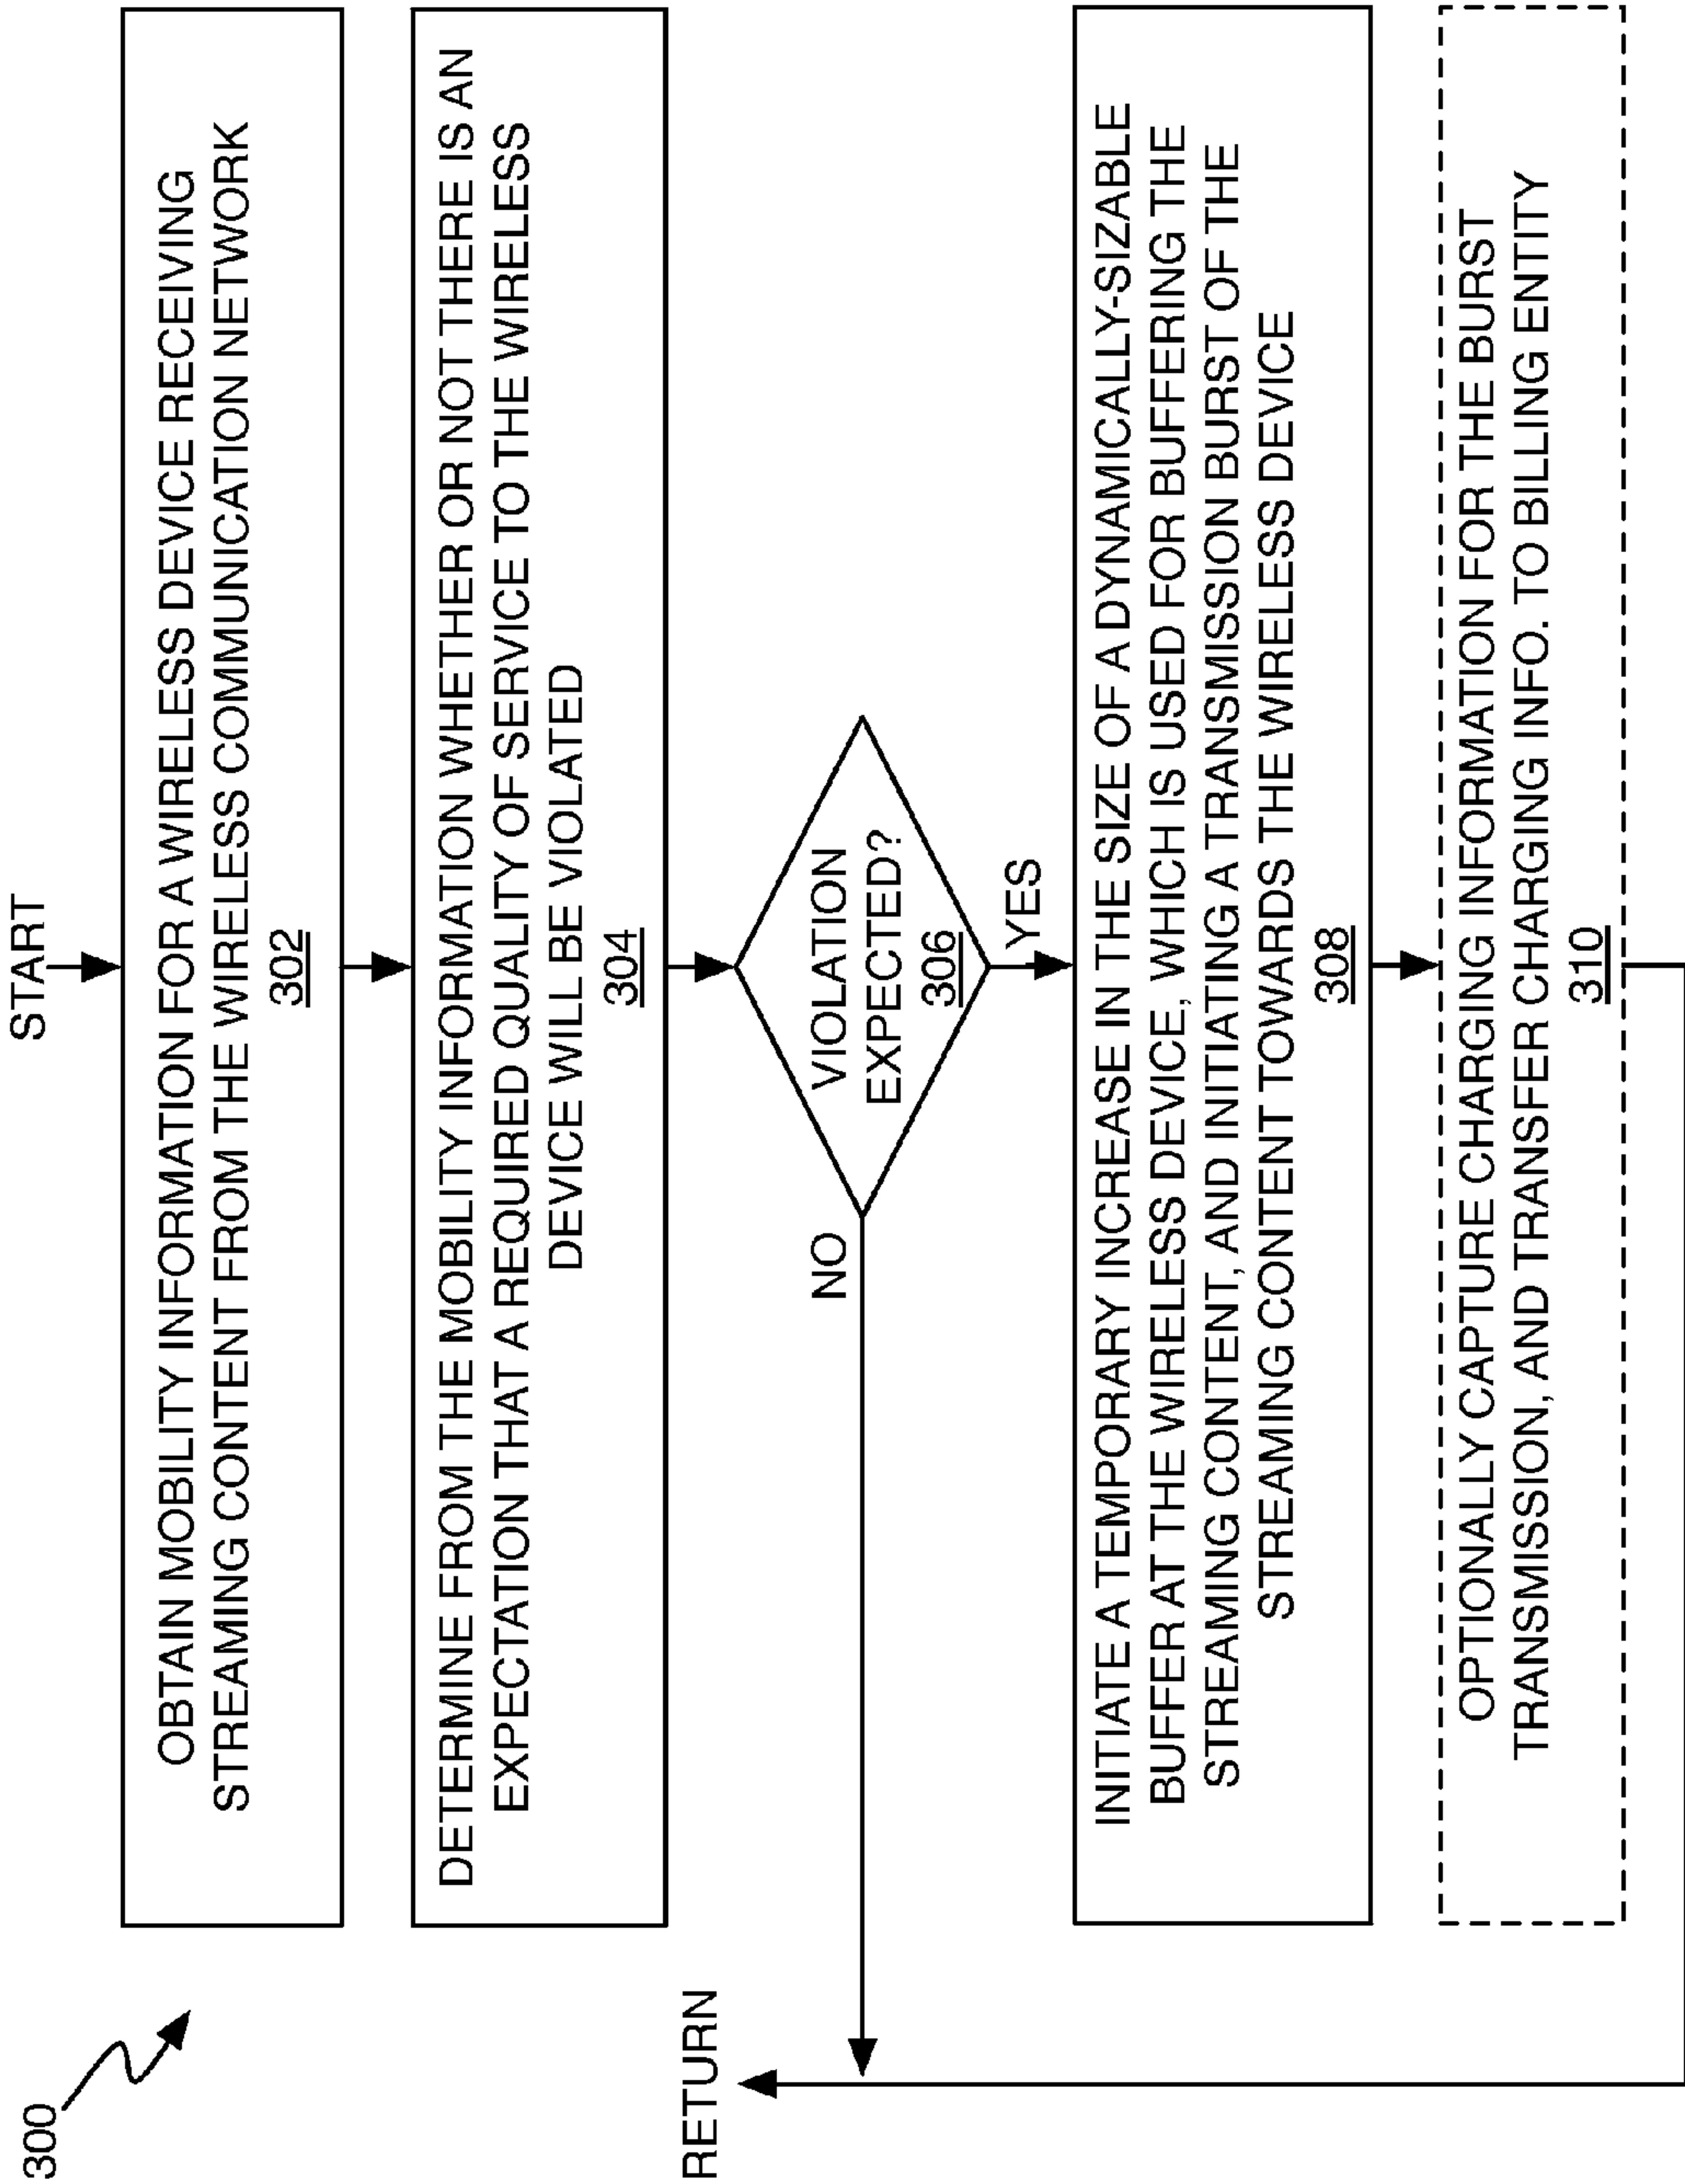 300
START
OBTAIN MOBILITY INFORMATION FOR A WIRELESS DEVICE RECEIVING
STREAMING CONTENT FROM THE WIRELESS COMMUNICATION NETWORK
302
DETERMINE FROM THE MOBILITY INFORMATION WHETHER OR NOT THERE IS AN
EXPECTATION THAT A REQUIRED QUALITY OF SERVICE TO THE WIRELESS
DEVICE WILL BE VIOLATED
304
RETURN
NO
VIOLATION
EXPECTED?
306
YES
INITIATE A TEMPORARY INCREASE IN THE SIZE OF A DYNAMICALLY-SIZABLE
BUFFER AT THE WIRELESS DEVICE, WHICH IS USED FOR BUFFERING THE
STREAMING CONTENT, AND INITIATING A TRANSMISSION BURST OF THE
STREAMING CONTENT TOWARDS THE WIRELESS DEVICE
308
OPTIONALLY CAPTURE CHARGING INFORMATION FOR THE BURST
TRANSMISSION, AND TRANSFER CHARGING INFO. TO BILLING ENTITY
310